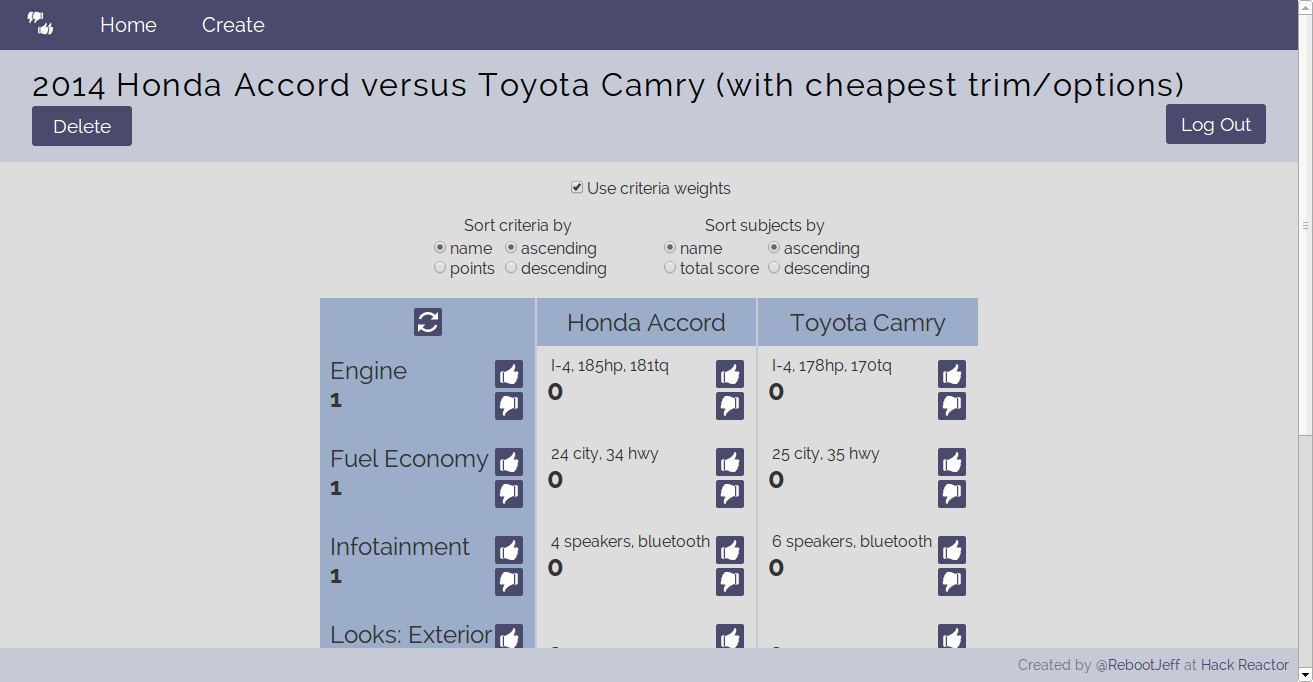 Home Create
2014 Honda Accord versus Toyota Camry (with cheapest trim/options)
Delete Log Out
Use criteria weights
Sort criteria by Sort subjects by
name ascending name ascending
points descending total score descending
Honda Accord Toyota Camry
Engine I-4, 185hp, 181tq I-4, 178hp, 170tq
1 0 0
Fuel Economy 24 city, 34 hwy 25 city, 35 hwy
1 0 0
Infotainment 4 speakers, bluetooth 6 speakers, bluetooth
1 0 0
Looks: Exterior
Created by @RebootJeff at Hack Reactor